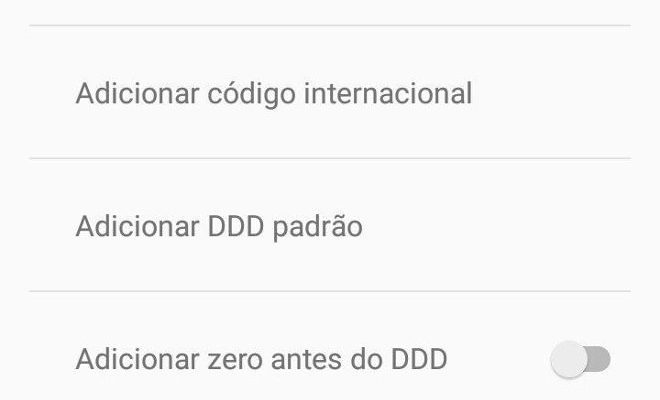 Adicionar código internacional
Adicionar DDD padrão
Adicionar zero antes do DDD